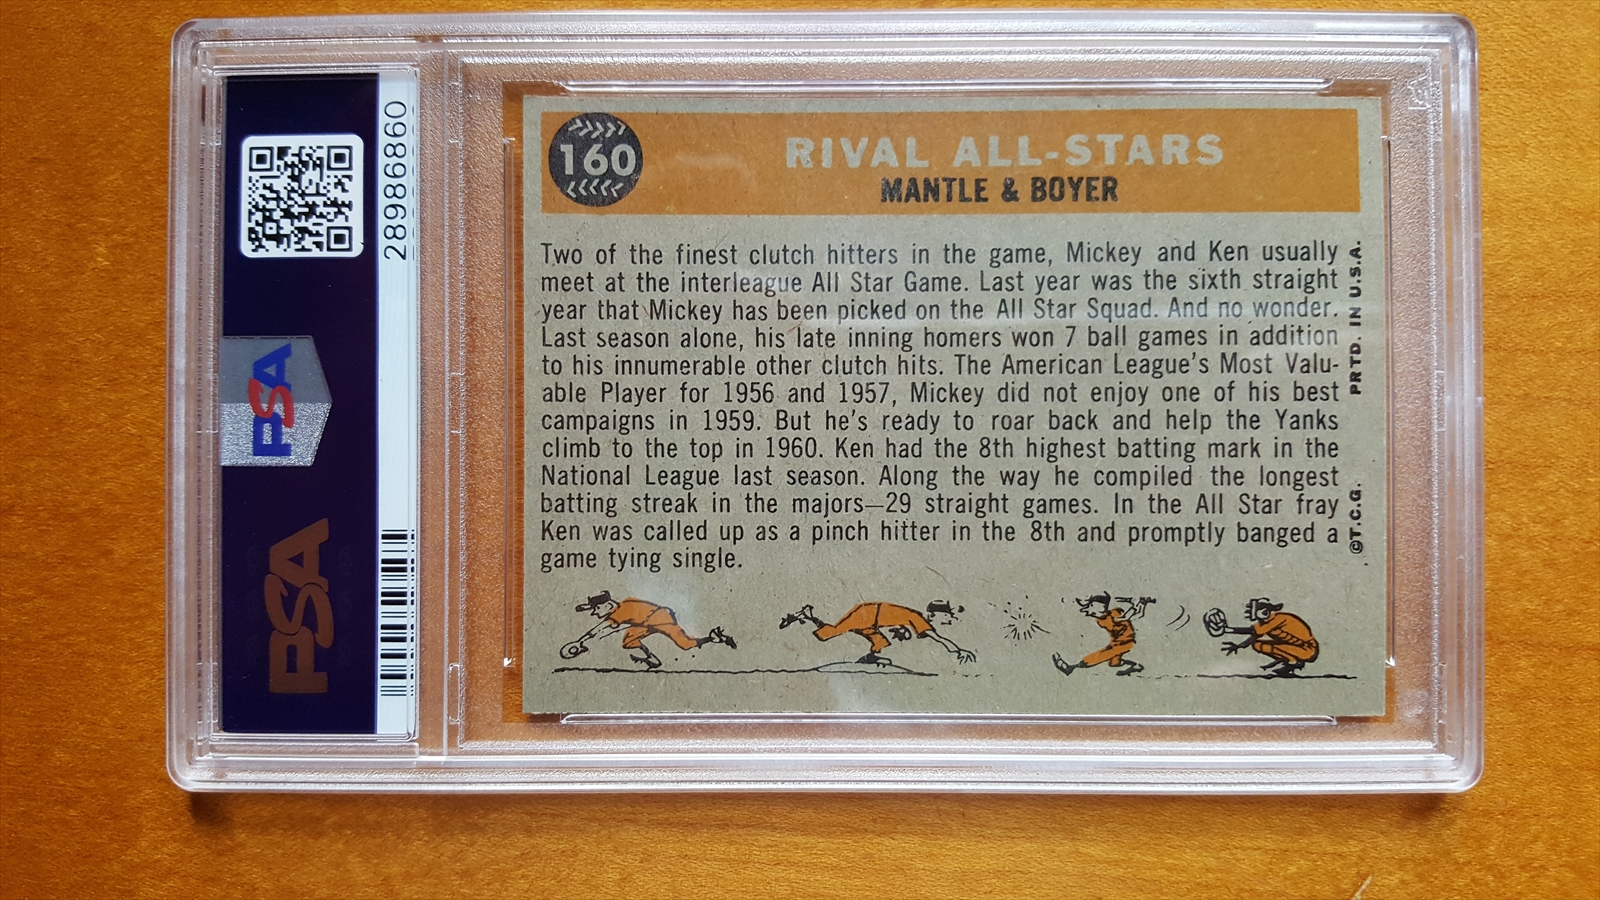 28986860
PSA
PSA
160
RIVAL ALL-STARS
MANTLE & BOYER
Two of the finest clutch hitters in the game, Mickey and Ken usually
meet at the interleague All Star Game. Last year was the sixth straight
year that Mickey has been picked on the All Star Squad. And no wonder.
Last season alone, his late inning homers won 7 ball games in addition
to his innumerable other clutch hits. The American League's Most Valu-
able Player for 1956 and 1957, Mickey did not enjoy one of his best
campaigns in 1959. But he's ready to roar back and help the Yanks
climb to the top in 1960. Ken had the 8th highest batting mark in the
National League last season. Along the way he compiled the longest
batting streak in the majors—29 straight games. In the All Star fray
Ken was called up as a pinch hitter in the 8th and promptly banged a
game tying single.
©T.C.G. PRTD. IN U.S.A.